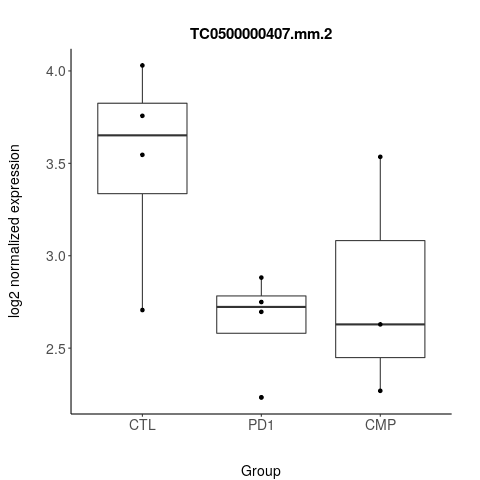 TC0500000407.mm.2
log2 normalized expression
4.0
3.5
3.0
2.5
CTL
PD1
CMP
Group